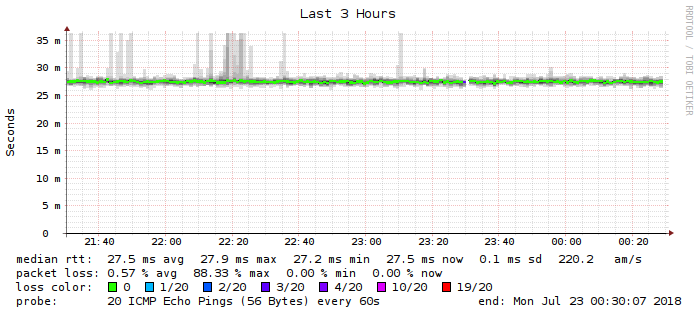 Last 3 Hours
RRDTOOL / TOBI OETIKER
Seconds
35 m
30 m
25 m
20 m
15 m
10 m
5 m
0
21:40 22:00 22:20 22:40 23:00 23:20 23:40 00:00 00:20
median rtt: 27.5 ms avg 27.9 ms max 27.2 ms min 27.5 ms now 0.1 ms sd 220.2 am/s
packet loss: 0.57 % avg 88.33 % max 0.00 % min 0.00 % now
loss color: 0 1/20 2/20 3/20 4/20 10/20 19/20
probe: 20 ICMP Echo Pings (56 Bytes) every 60s end: Mon Jul 23 00:30:07 2018